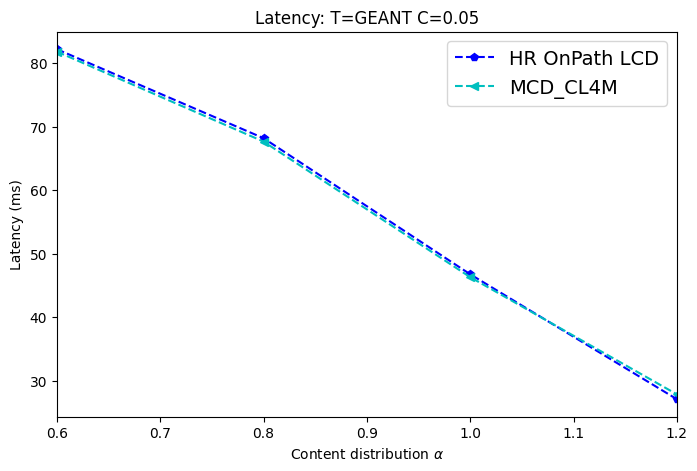 Latency: T=GEANT C=0.05
HR OnPath LCD
MCD_CL4M
Latency (ms)
80
70
60
50
40
30
0.6 0.7 0.8 0.9 1.0 1.1 1.2
Content distribution α